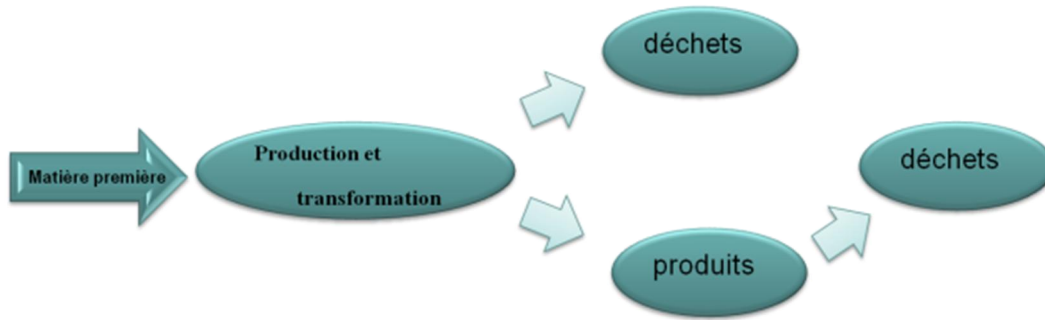 Matière première
Production et
transformation
déchets
produits
déchets